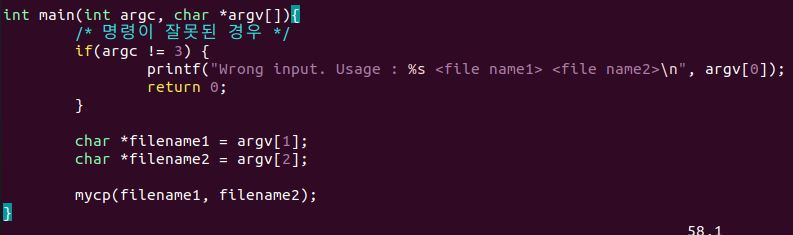 int main(int argc, char *argv[]){
/* 명령이 잘못된 경우 */
if(argc != 3) {
printf("Wrong input. Usage : %s <file name1> <file name2>\n", argv[0]);
return 0;
}
char *filename1 = argv[1];
char *filename2 = argv[2];
mycp(filename1, filename2);
}
58,1